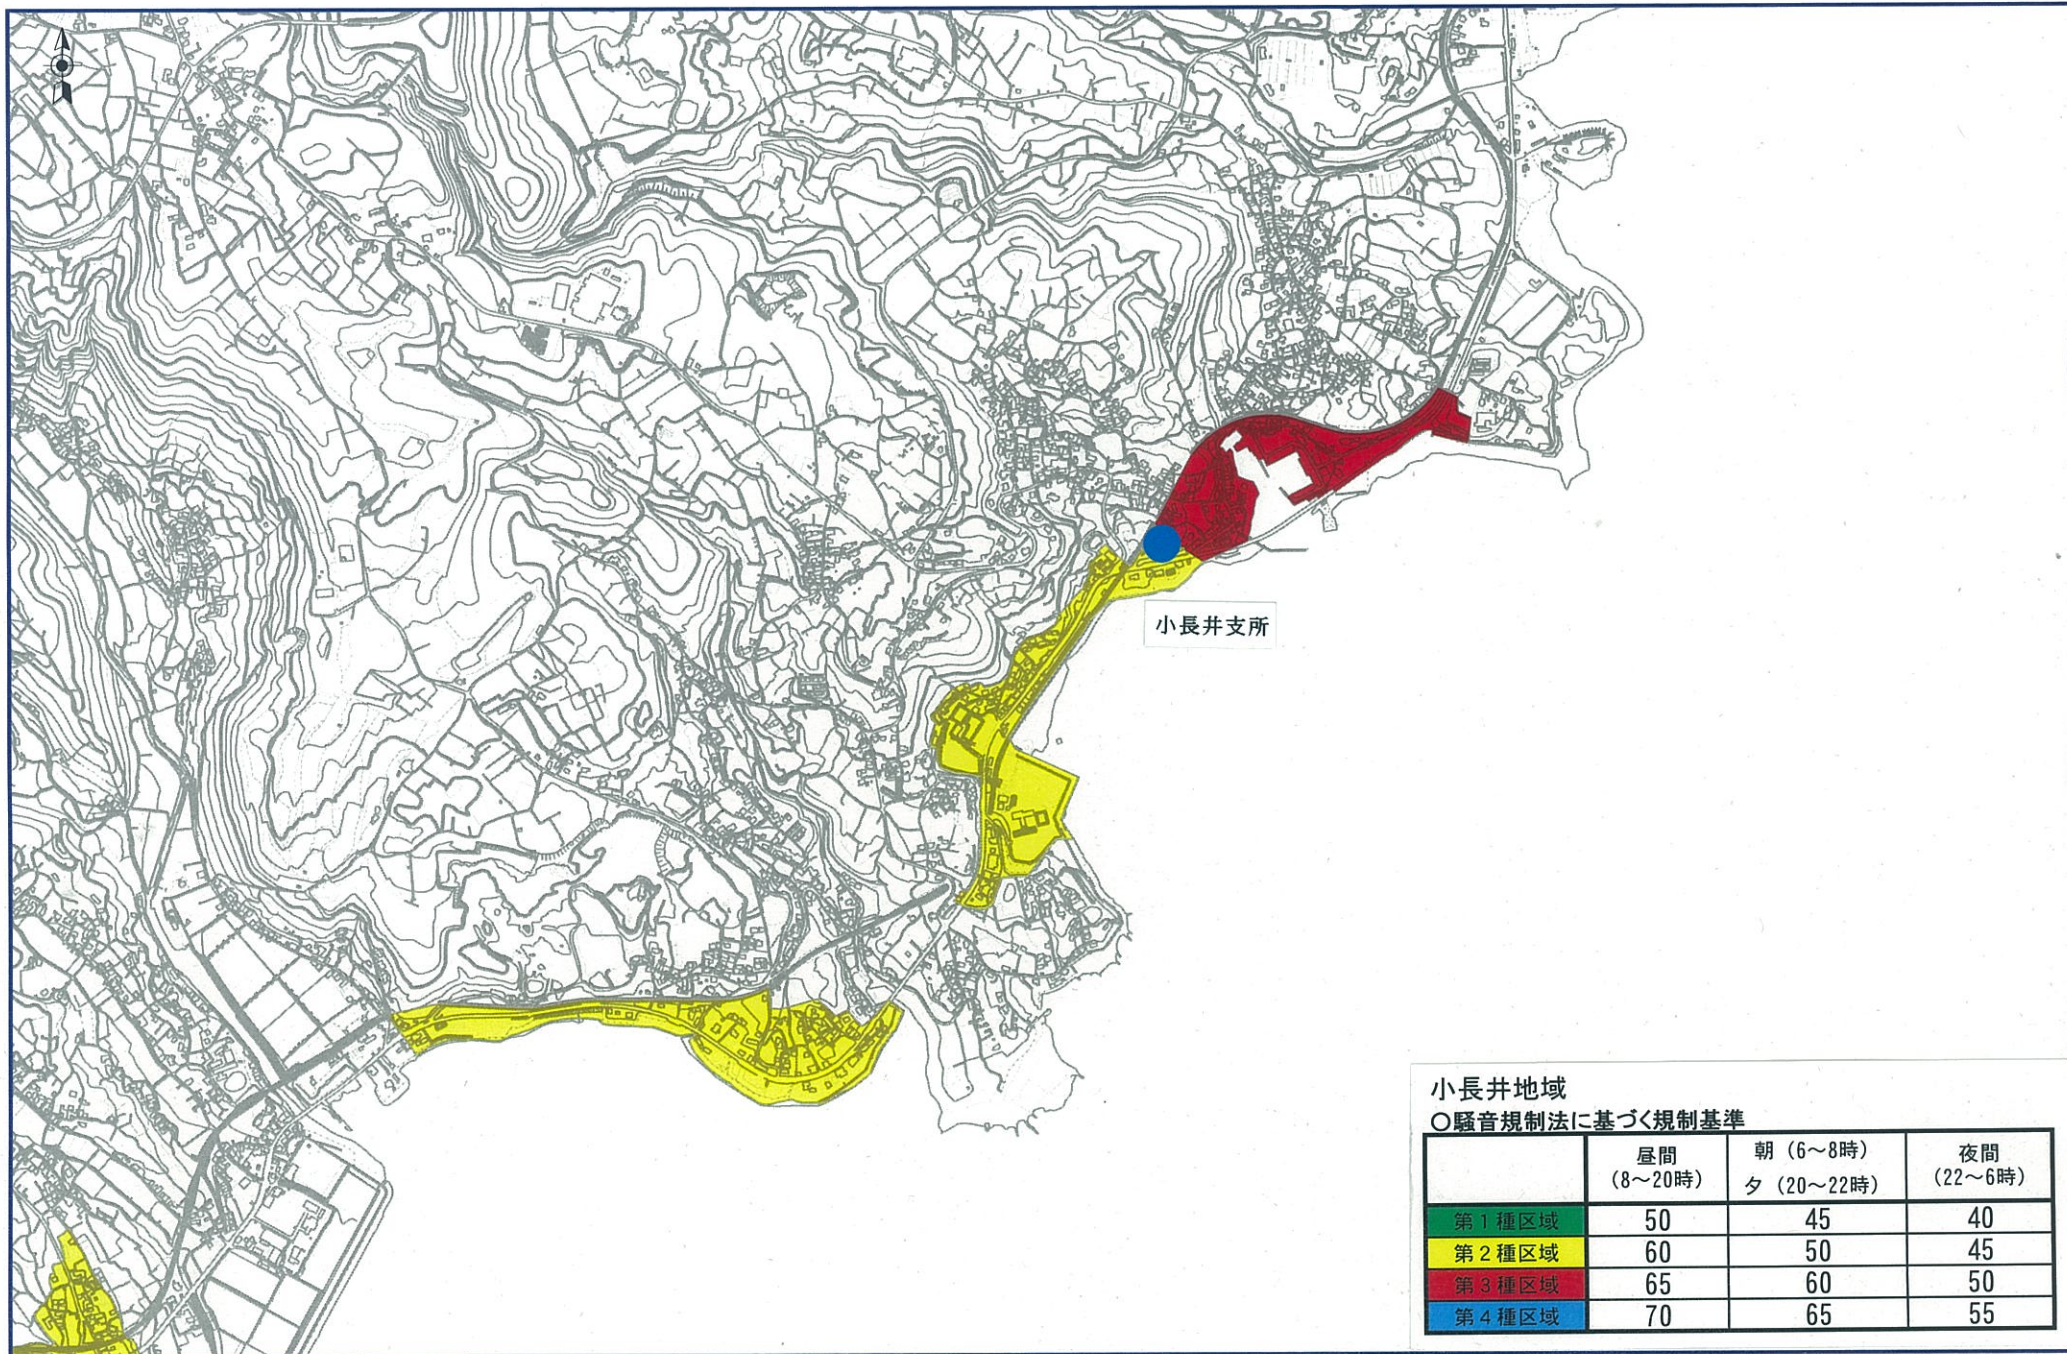 小長井支所
小長井地域
○騒音規制法に基づく規制基準
昼間 朝（6～8時） 夜間
（8～20時） 夕（20～22時） （22～6時）
第1種区域 50 45 40
第2種区域 60 50 45
第3種区域 65 60 50
第4種区域 70 65 55